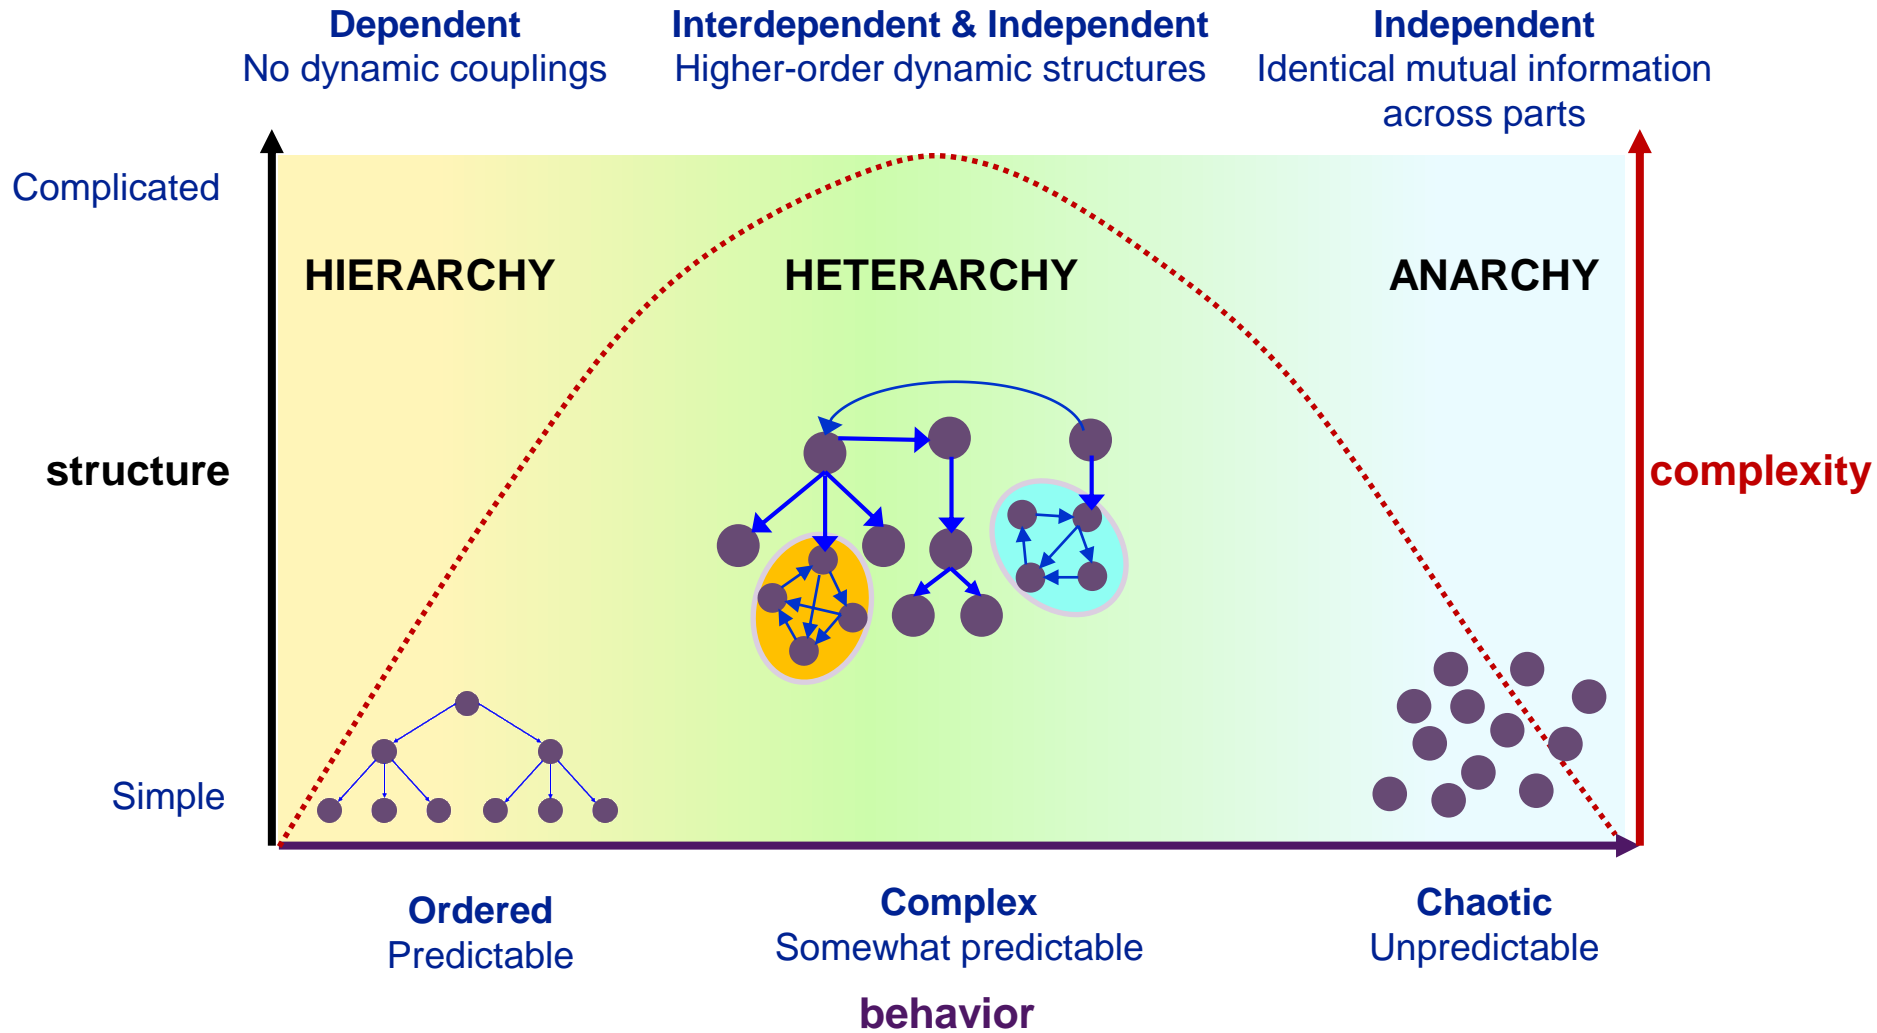 Dependent
No dynamic couplings
Interdependent & Independent
Higher-order dynamic structures
Independent
Identical mutual information
across parts
Complicated
HIERARCHY
HETERARCHY
ANARCHY
structure
complexity
Simple
Ordered
Predictable
Complex
Somewhat predictable
Chaotic
Unpredictable
behavior